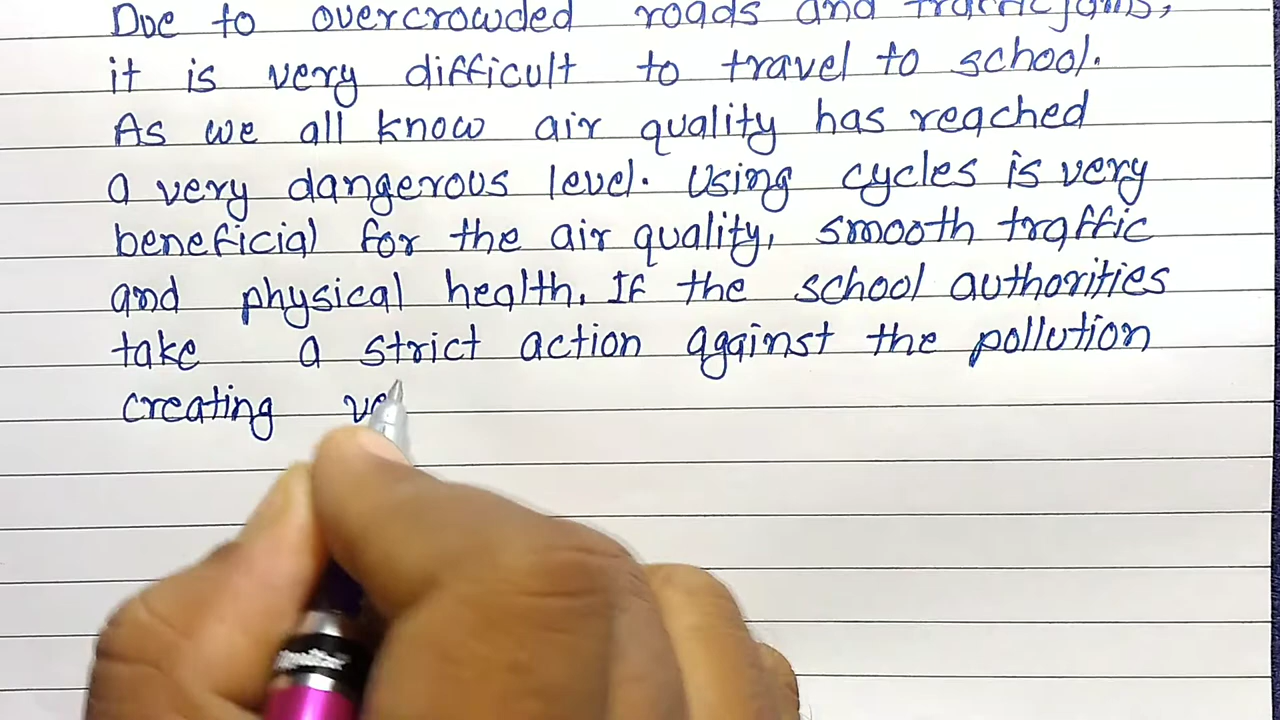 Due to overcrowded roads and traffic jams,
it is very difficult to travel to school.
As we all know air quality has reached
a very dangerous level. Using cycles is very
beneficial for the air quality, smooth traffic
and physical health. If the school authorities
take a strict action against the pollution
creating ve